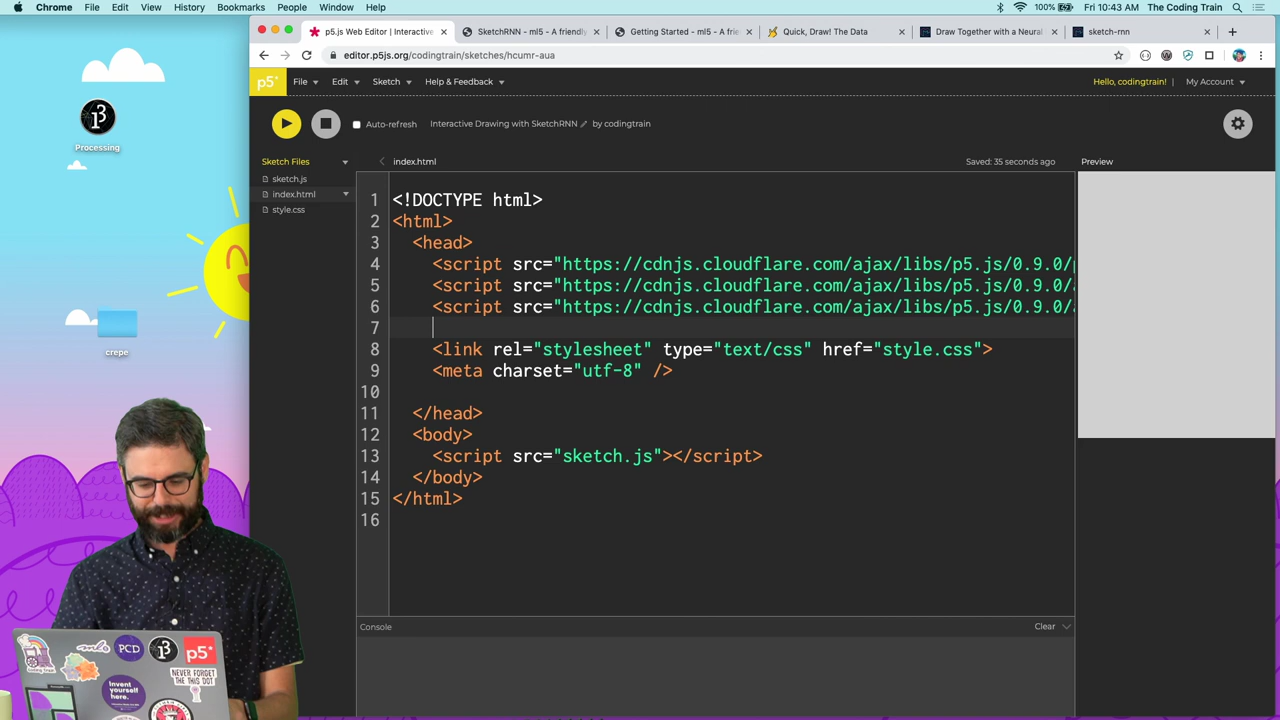 Chrome File Edit View History Bookmarks People Window Help 100% Fri 10:43 AM The Coding Train
p5.js Web Editor | Interactive SketchRNN - ml5 - A friendly Getting Started - ml5 - A frie Quick, Draw! The Data Draw Together with a Neural sketch-rnn
editor.p5js.org/codingtrain/sketches/hcumr-aua
p5* File Edit Sketch Help & Feedback Hello, codingtrain! | My Account
Auto-refresh Interactive Drawing with SketchRNN by codingtrain
Sketch Files index.html Saved: 35 seconds ago Preview
sketch.js
index.html
style.css
Processing
crepe
1 <!DOCTYPE html>
2 <html>
3 <head>
4 <script src="https://cdnjs.cloudflare.com/ajax/libs/p5.js/0.9.0/
5 <script src="https://cdnjs.cloudflare.com/ajax/libs/p5.js/0.9.0/
6 <script src="https://cdnjs.cloudflare.com/ajax/libs/p5.js/0.9.0/
7
8 <link rel="stylesheet" type="text/css" href="style.css">
9 <meta charset="utf-8" />
10
11 </head>
12 <body>
13 <script src="sketch.js"></script>
14 </body>
15 </html>
16
Console Clear
PCD
p5*
NEVER FORGET
THE THIS DOT
Invent
yourself
here.